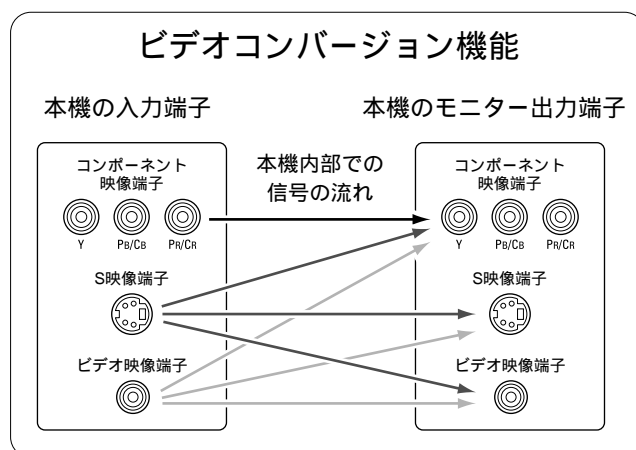 ビデオコンバージョン機能
本機の入力端子
本機のモニター出力端子
コンポーネント
映像端子
Y
PB/CB
PR/CR
S映像端子
ビデオ映像端子
本機内部での
信号の流れ
コンポーネント
映像端子
Y
PB/CB
PR/CR
S映像端子
ビデオ映像端子